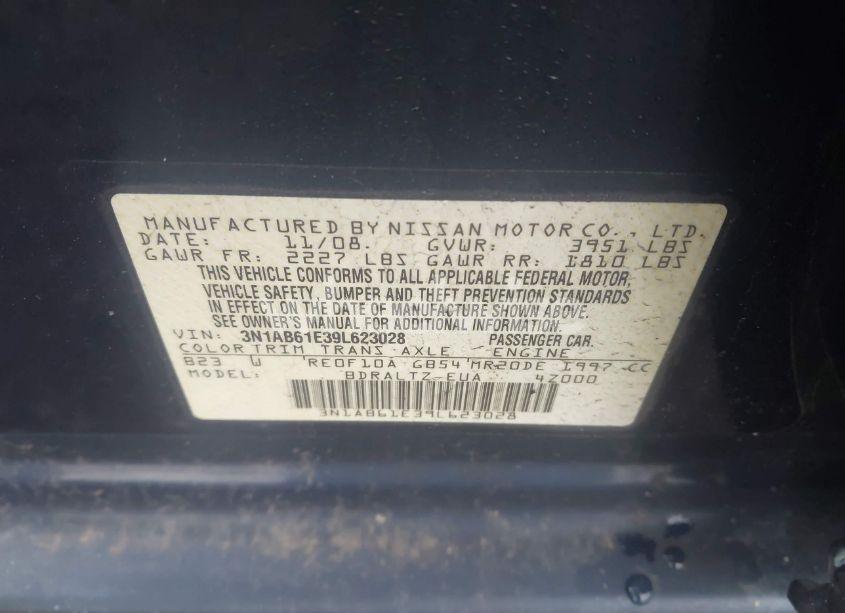 MANUFACTURED BY NISSAN MOTOR CO., LTD.
DATE: 11/08. GVWR: 3951 LBS
GAWR FR: 2227 LBS GAWR RR: 1810 LBS
THIS VEHICLE CONFORMS TO ALL APPLICABLE FEDERAL MOTOR,
VEHICLE SAFETY, BUMPER AND THEFT PREVENTION STANDARDS
IN EFFECT ON THE DATE OF MANUFACTURE SHOWN ABOVE.
SEE OWNER'S MANUAL FOR ADDITIONAL INFORMATION.
VIN: 3N1AB61E39L623028 PASSENGER CAR.
COLOR TRIM TRANS AXLE ENGINE
B23 W RE0F10A GB54 MR20DE 1997 CC
MODEL: BDRALTZ-EUA 4Z000
3N1AB61E39L623028